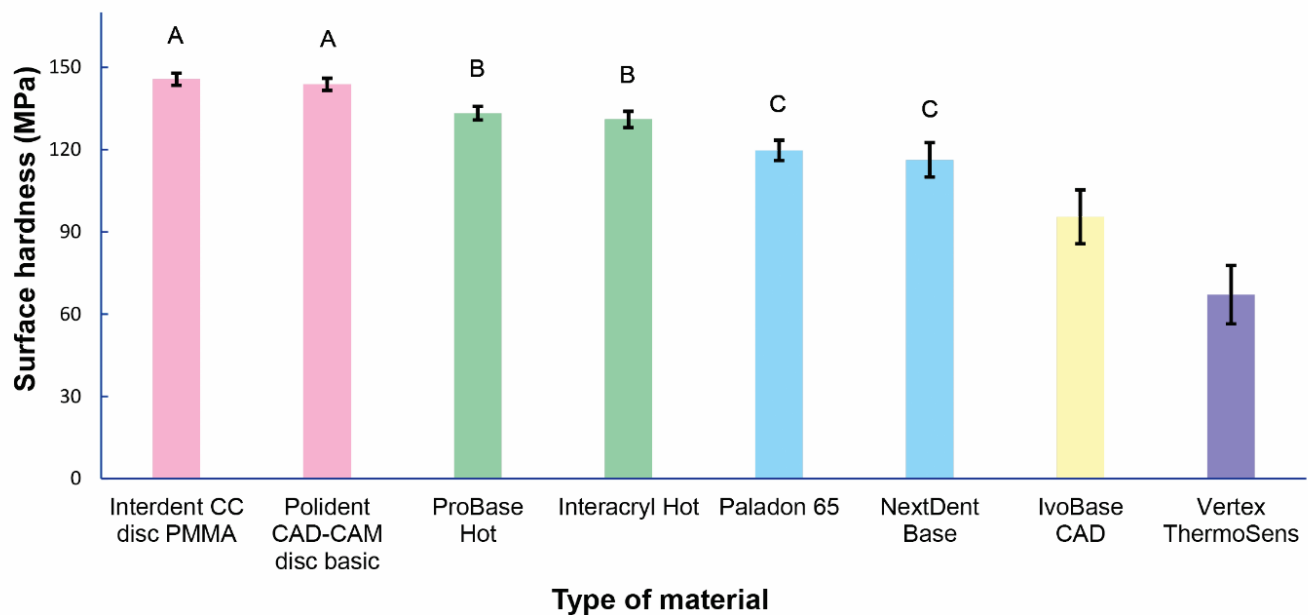 Surface hardness (MPa)
150
120
90
60
30
0
A
A
B
B
C
C
Interdent CC
disc PMMA
Polident
CAD-CAM
disc basic
ProBase
Hot
Interacryl Hot
Paladon 65
NextDent
Base
IvoBase
CAD
Vertex
ThermoSens
Type of material